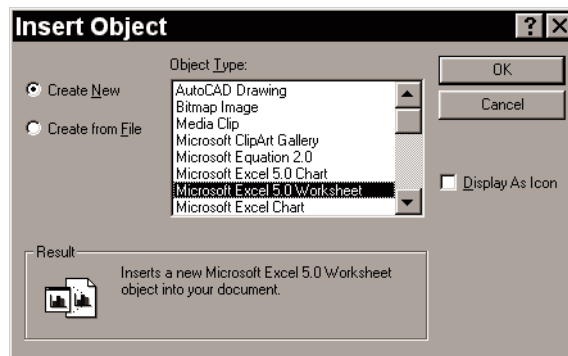 Insert Object
Object Type:
Create New
Create from File
AutoCAD Drawing
Bitmap Image
Media Clip
Microsoft ClipArt Gallery
Microsoft Equation 2.0
Microsoft Excel 5.0 Chart
Microsoft Excel 5.0 Worksheet
Microsoft Excel Chart
OK
Cancel
Display As Icon
Result
Inserts a new Microsoft Excel 5.0 Worksheet
object into your document.